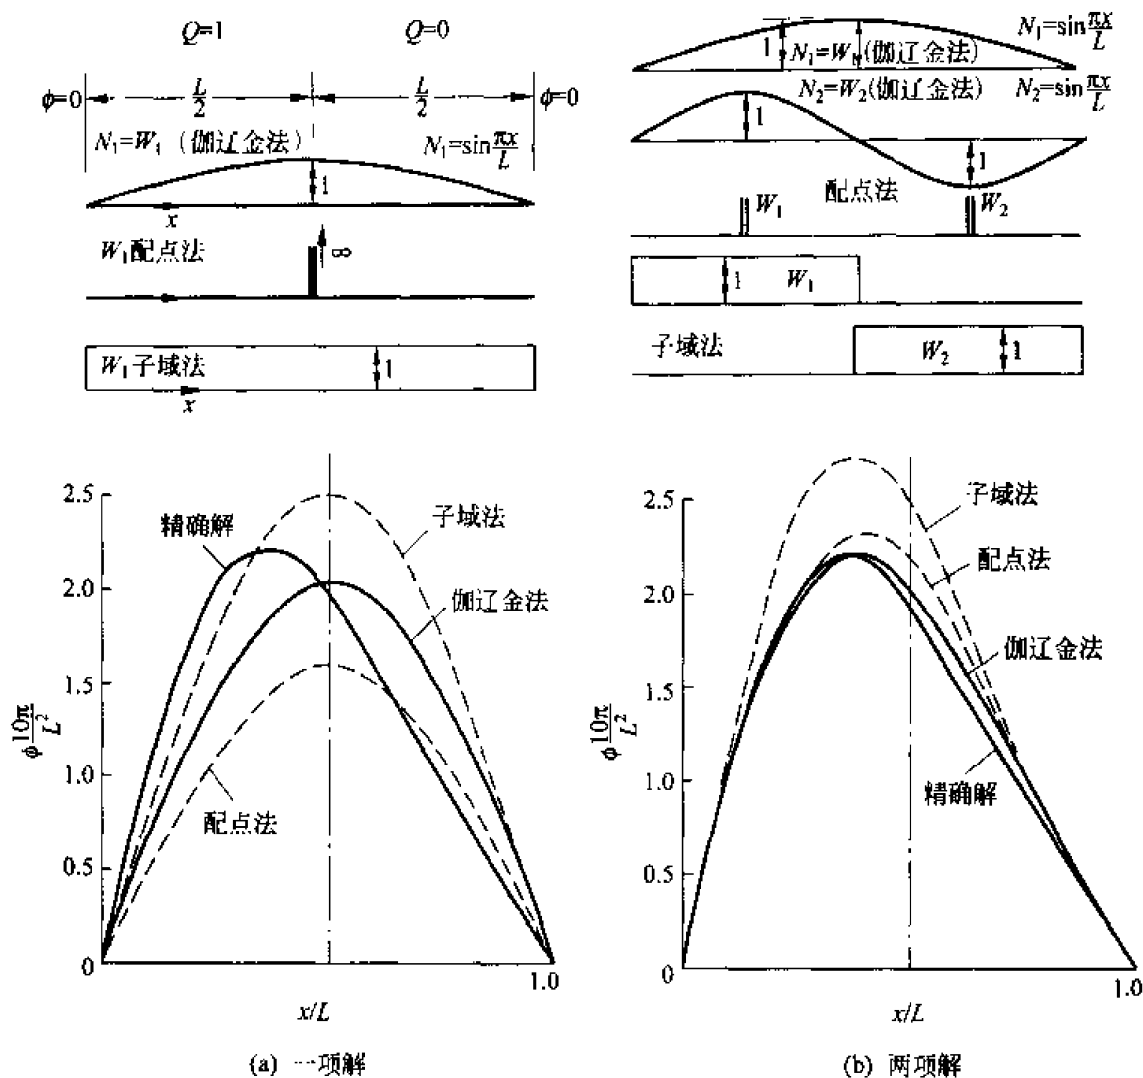 Q=1 Q=0
ϕ=0 L/2 L/2 ϕ=0
N₁=W₁ (伽辽金法) N₁=sin πx/L
1
x
W₁配点法 ∞
W₁子域法 1
x
N₁=sin πx/L
1 N₁=W₁(伽辽金法)
N₂=W₂(伽辽金法) N₂=sin πx/L
1
1
配点法
W₁ W₂
1 W₁
子域法 W₂ 1
2.5
2.0
1.5
1.0
0.5
0
ϕ 10π/L²
精确解
子域法
伽辽金法
配点法
1.0
x/L
(a) 一项解
2.5
2.0
1.5
1.0
0.5
0
ϕ 10π/L²
子域法
配点法
伽辽金法
精确解
1.0
x/L
(b) 两项解